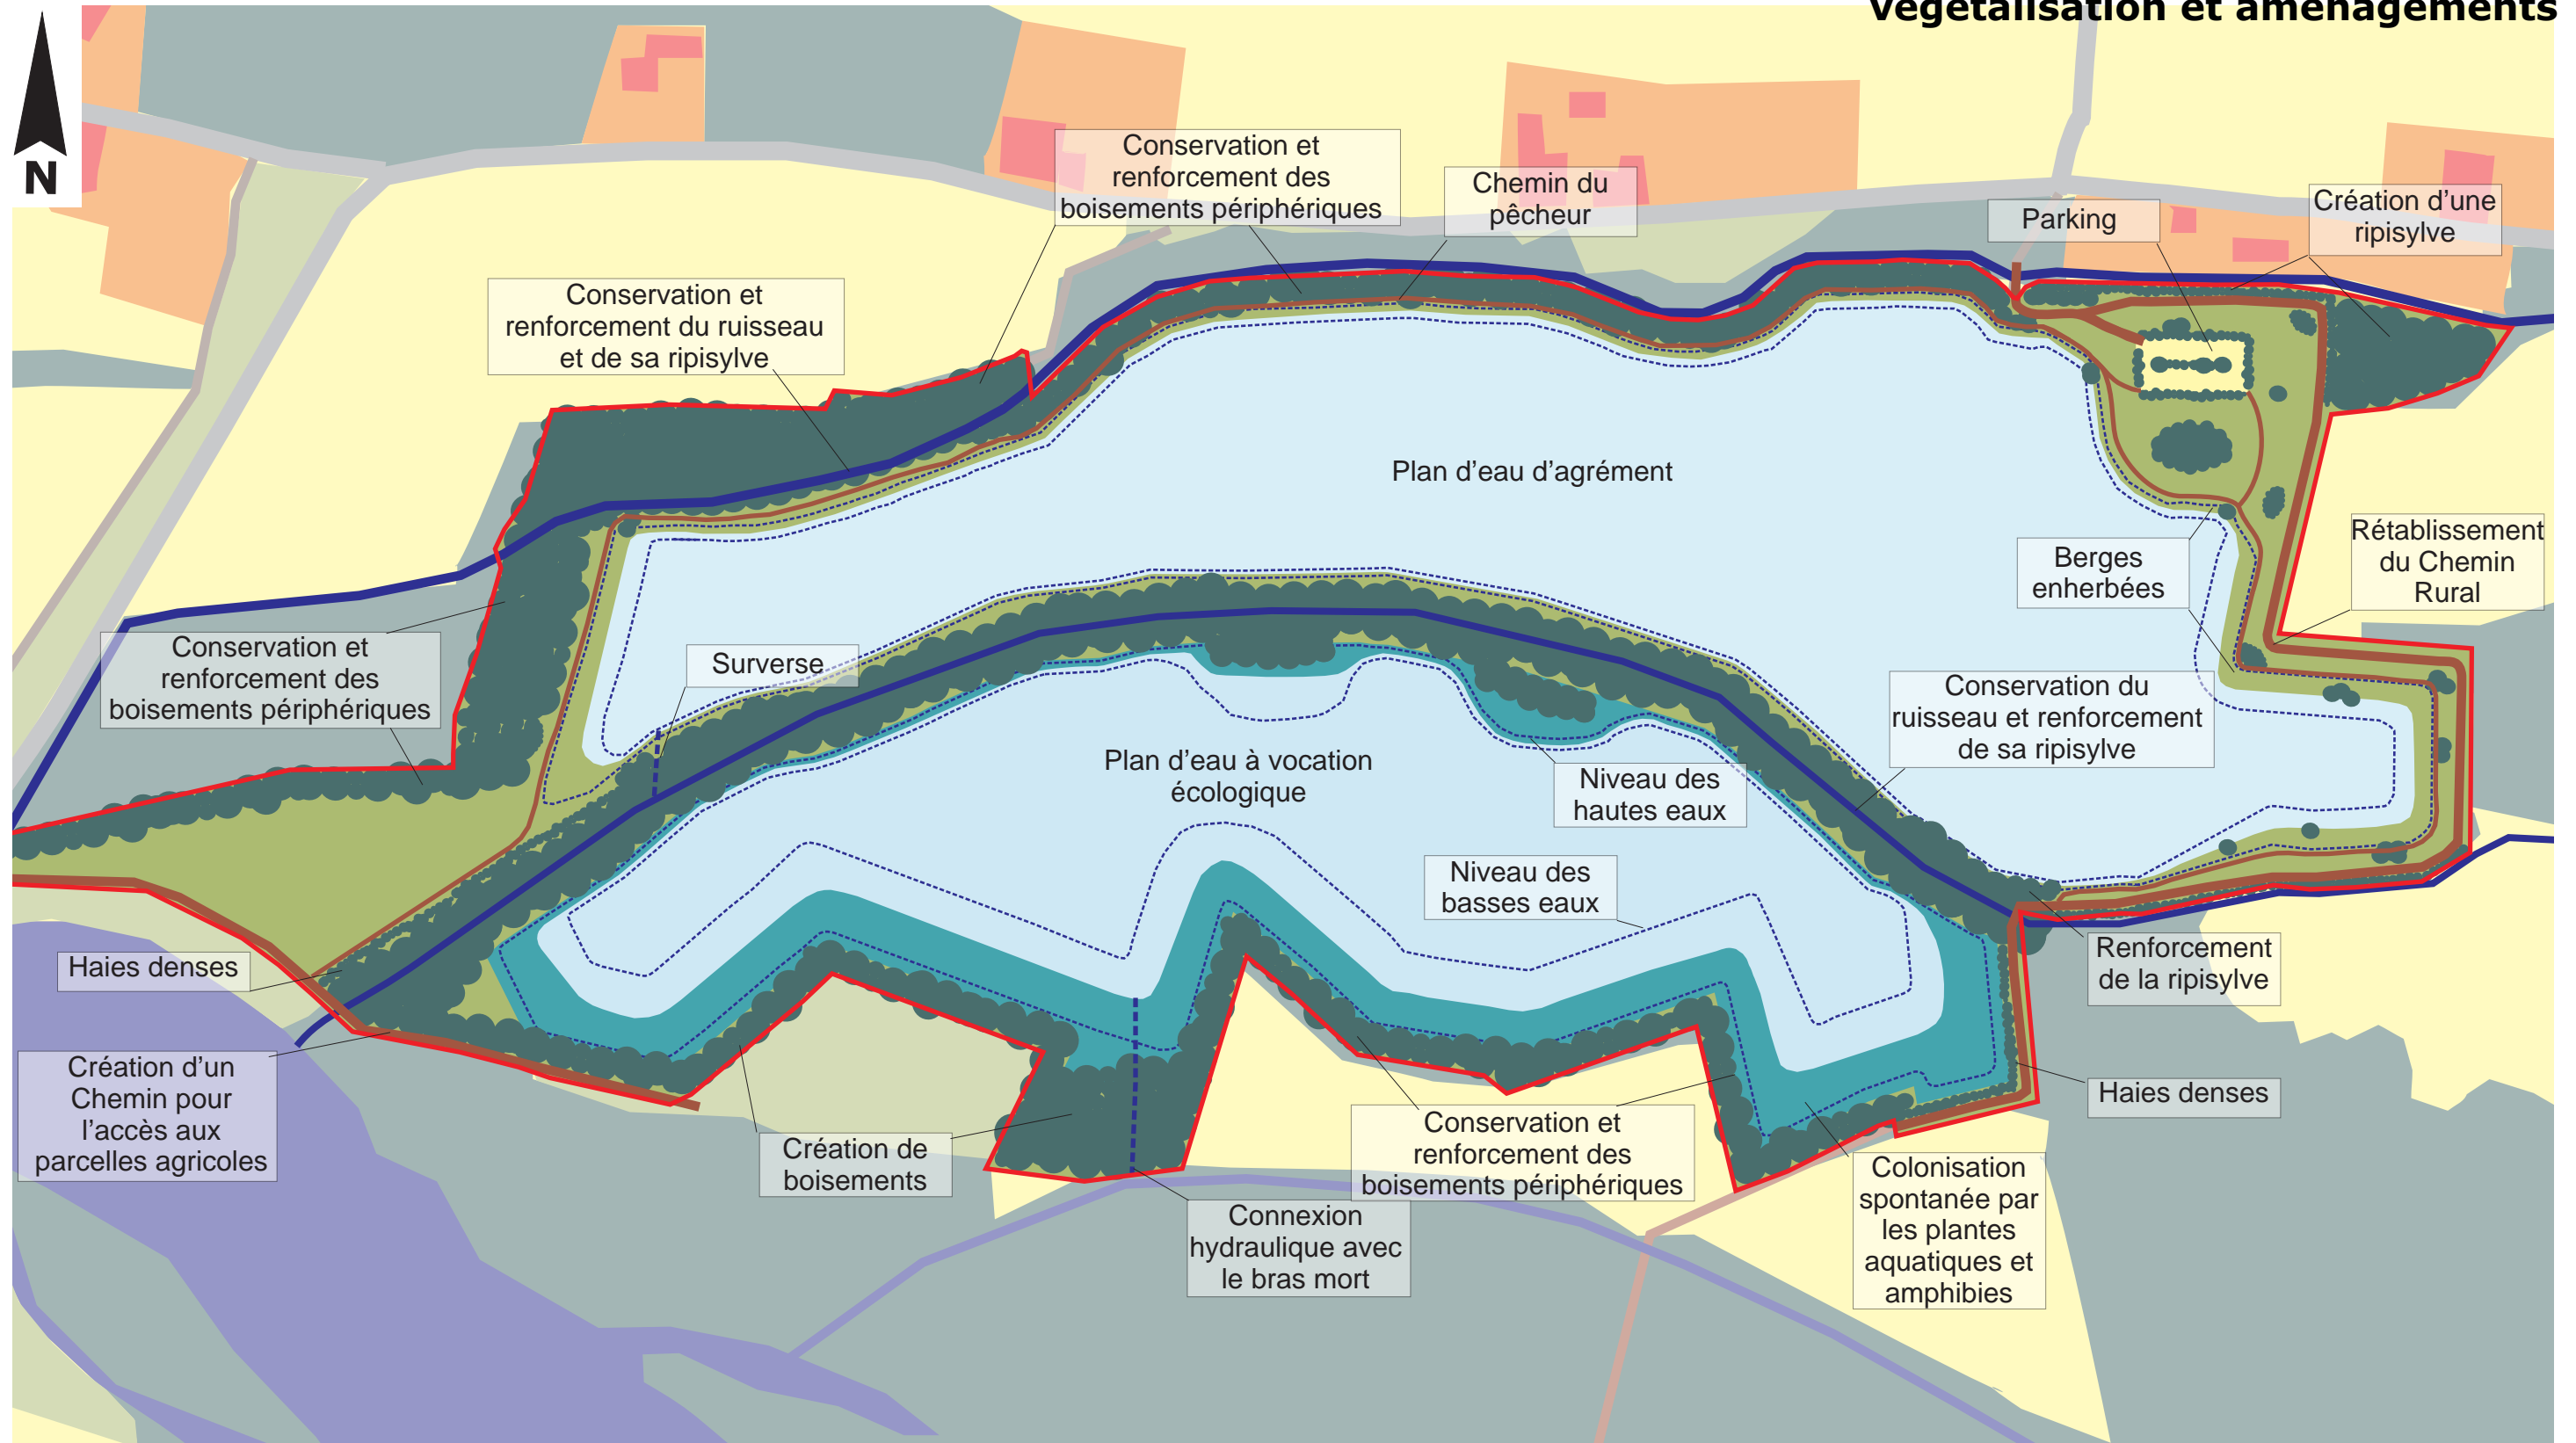 Végétalisation et aménagements
N
Conservation et
renforcement des
boisements périphériques
Chemin du
pêcheur
Parking
Création d'une
ripisylve
Conservation et
renforcement du ruisseau
et de sa ripisylve
Plan d'eau d'agrément
Rétablissement
du Chemin
Rural
Berges
enherbées
Conservation et
renforcement des
boisements périphériques
Surverse
Conservation du
ruisseau et renforcement
de sa ripisylve
Plan d'eau à vocation
écologique
Niveau des
hautes eaux
Niveau des
basses eaux
Haies denses
Renforcement
de la ripisylve
Création d'un
Chemin pour
l'accès aux
parcelles agricoles
Haies denses
Création de
boisements
Conservation et
renforcement des
boisements périphériques
Connexion
hydraulique avec
le bras mort
Colonisation
spontanée par
les plantes
aquatiques et
amphibies